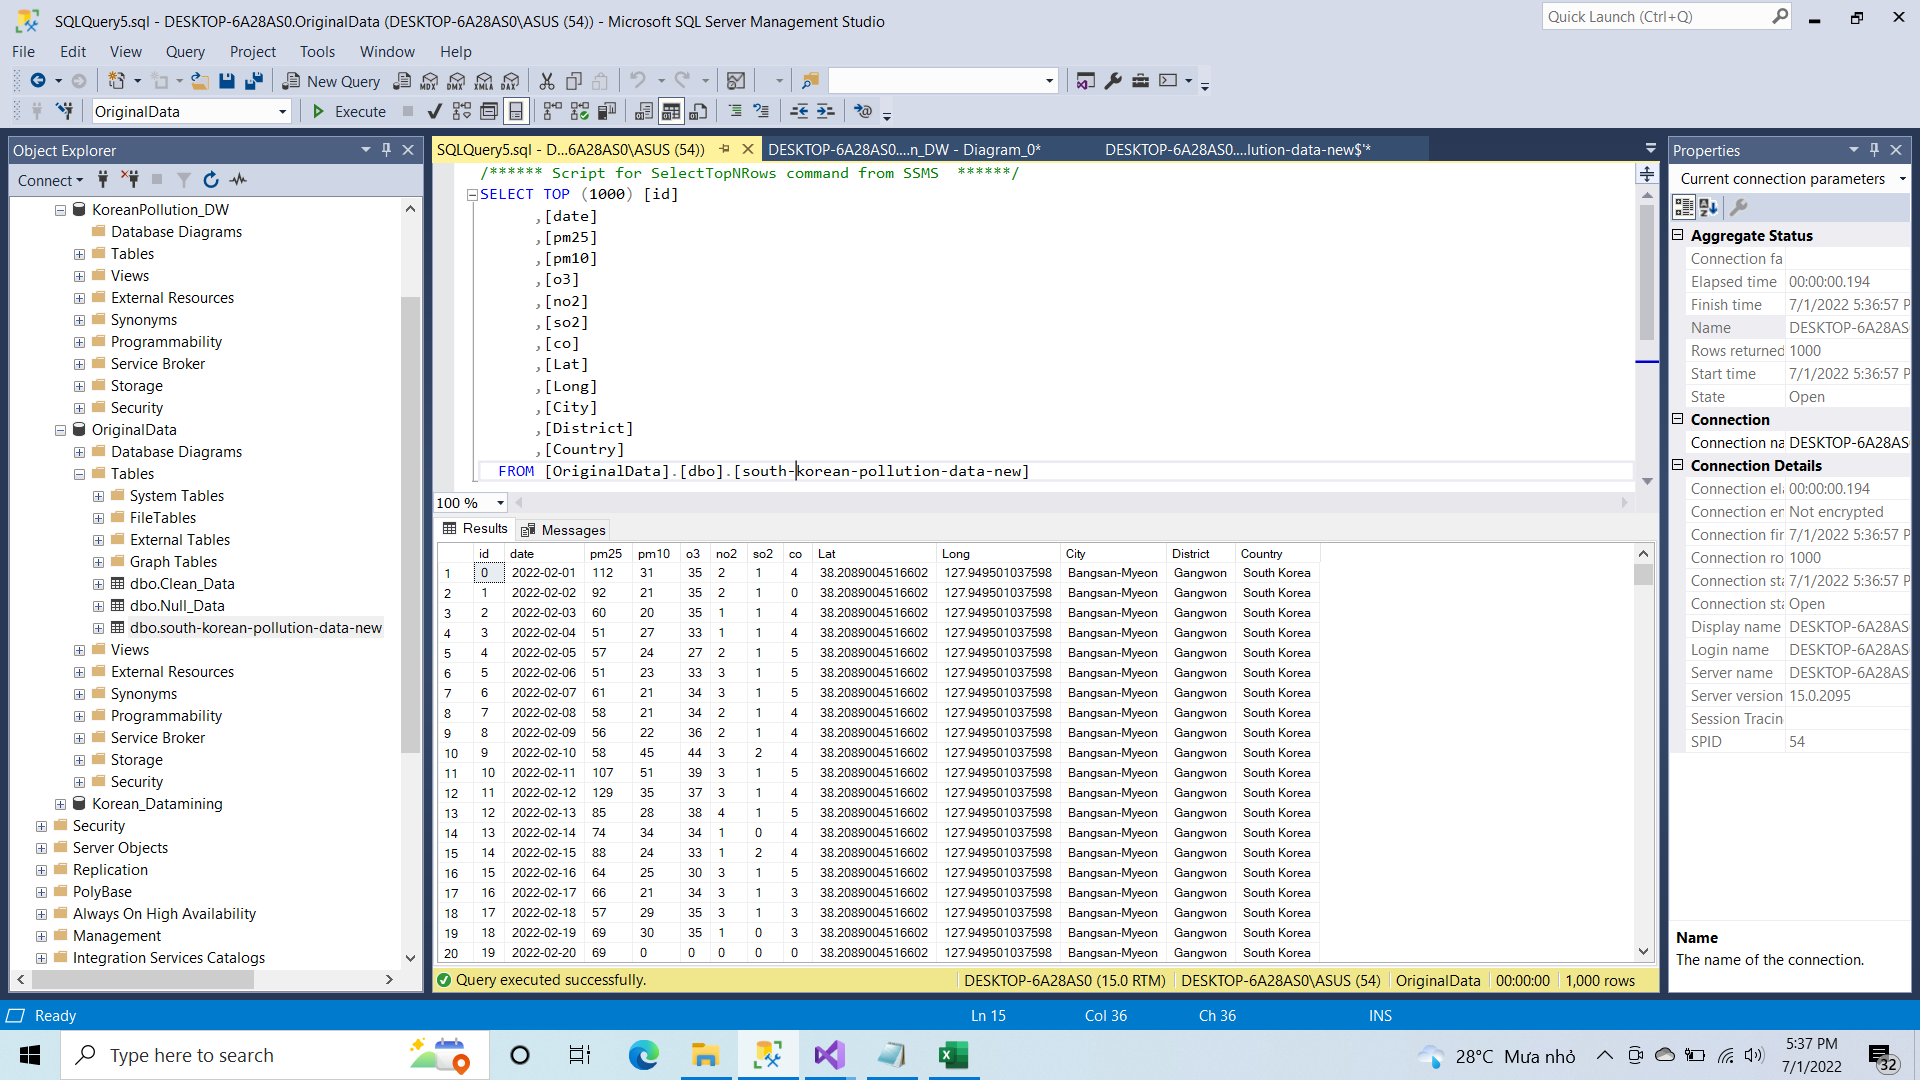 SQLQuery5.sql - DESKTOP-6A28AS0.OriginalData (DESKTOP-6A28AS0\ASUS (54)) - Microsoft SQL Server Management Studio
Quick Launch (Ctrl+Q)
File Edit View Query Project Tools Window Help
New Query
MDX DMX XMLA DAX
OriginalData
Execute
Object Explorer
Connect
KoreanPollution_DW
Database Diagrams
Tables
Views
External Resources
Synonyms
Programmability
Service Broker
Storage
Security
OriginalData
Database Diagrams
Tables
System Tables
FileTables
External Tables
Graph Tables
dbo.Clean_Data
dbo.Null_Data
dbo.south-korean-pollution-data-new
Views
External Resources
Synonyms
Programmability
Service Broker
Storage
Security
Korean_Datamining
Security
Server Objects
Replication
PolyBase
Always On High Availability
Management
Integration Services Catalogs
SQLQuery5.sql - D...6A28AS0\ASUS (54))
DESKTOP-6A28AS0....n_DW - Diagram_0*
DESKTOP-6A28AS0....lution-data-new$'*
/****** Script for SelectTopNRows command from SSMS  ******/
SELECT TOP (1000) [id]
,[date]
,[pm25]
,[pm10]
,[o3]
,[no2]
,[so2]
,[co]
,[Lat]
,[Long]
,[City]
,[District]
,[Country]
FROM [OriginalData].[dbo].[south-korean-pollution-data-new]
100 %
Results Messages
id date pm25 pm10 o3 no2 so2 co Lat Long City District Country
1 0 2022-02-01 112 31 35 2 1 4 38.2089004516602 127.949501037598 Bangsan-Myeon Gangwon South Korea
2 1 2022-02-02 92 21 35 2 1 0 38.2089004516602 127.949501037598 Bangsan-Myeon Gangwon South Korea
3 2 2022-02-03 60 20 35 1 1 4 38.2089004516602 127.949501037598 Bangsan-Myeon Gangwon South Korea
4 3 2022-02-04 51 27 33 1 1 4 38.2089004516602 127.949501037598 Bangsan-Myeon Gangwon South Korea
5 4 2022-02-05 57 24 27 2 1 5 38.2089004516602 127.949501037598 Bangsan-Myeon Gangwon South Korea
6 5 2022-02-06 51 23 33 3 1 5 38.2089004516602 127.949501037598 Bangsan-Myeon Gangwon South Korea
7 6 2022-02-07 61 21 34 3 1 5 38.2089004516602 127.949501037598 Bangsan-Myeon Gangwon South Korea
8 7 2022-02-08 58 21 34 2 1 4 38.2089004516602 127.949501037598 Bangsan-Myeon Gangwon South Korea
9 8 2022-02-09 56 22 36 2 1 4 38.2089004516602 127.949501037598 Bangsan-Myeon Gangwon South Korea
10 9 2022-02-10 58 45 44 3 2 4 38.2089004516602 127.949501037598 Bangsan-Myeon Gangwon South Korea
11 10 2022-02-11 107 51 39 3 1 5 38.2089004516602 127.949501037598 Bangsan-Myeon Gangwon South Korea
12 11 2022-02-12 129 35 37 3 1 4 38.2089004516602 127.949501037598 Bangsan-Myeon Gangwon South Korea
13 12 2022-02-13 85 28 38 4 1 5 38.2089004516602 127.949501037598 Bangsan-Myeon Gangwon South Korea
14 13 2022-02-14 74 34 34 1 0 4 38.2089004516602 127.949501037598 Bangsan-Myeon Gangwon South Korea
15 14 2022-02-15 88 24 33 1 2 4 38.2089004516602 127.949501037598 Bangsan-Myeon Gangwon South Korea
16 15 2022-02-16 64 25 30 3 1 5 38.2089004516602 127.949501037598 Bangsan-Myeon Gangwon South Korea
17 16 2022-02-17 66 21 34 3 1 3 38.2089004516602 127.949501037598 Bangsan-Myeon Gangwon South Korea
18 17 2022-02-18 57 29 35 3 1 3 38.2089004516602 127.949501037598 Bangsan-Myeon Gangwon South Korea
19 18 2022-02-19 69 30 35 1 0 3 38.2089004516602 127.949501037598 Bangsan-Myeon Gangwon South Korea
20 19 2022-02-20 69 0 0 0 0 0 38.2089004516602 127.949501037598 Bangsan-Myeon Gangwon South Korea
Query executed successfully.
DESKTOP-6A28AS0 (15.0 RTM) DESKTOP-6A28AS0\ASUS (54) OriginalData 00:00:00 1,000 rows
Properties
Current connection parameters
Aggregate Status
Connection fa
Elapsed time 00:00:00.194
Finish time 7/1/2022 5:36:57 P
Name DESKTOP-6A28AS
Rows returned 1000
Start time 7/1/2022 5:36:57 P
State Open
Connection
Connection na DESKTOP-6A28AS
Connection Details
Connection el 00:00:00.194
Connection en Not encrypted
Connection fin 7/1/2022 5:36:57 P
Connection ro 1000
Connection sta 7/1/2022 5:36:57 P
Connection sta Open
Display name DESKTOP-6A28AS
Login name DESKTOP-6A28AS
Server name DESKTOP-6A28AS
Server version 15.0.2095
Session Tracin
SPID 54
Name
The name of the connection.
Ready
Ln 15 Col 36 Ch 36 INS
Type here to search
28°C Mưa nhỏ
5:37 PM
7/1/2022
32